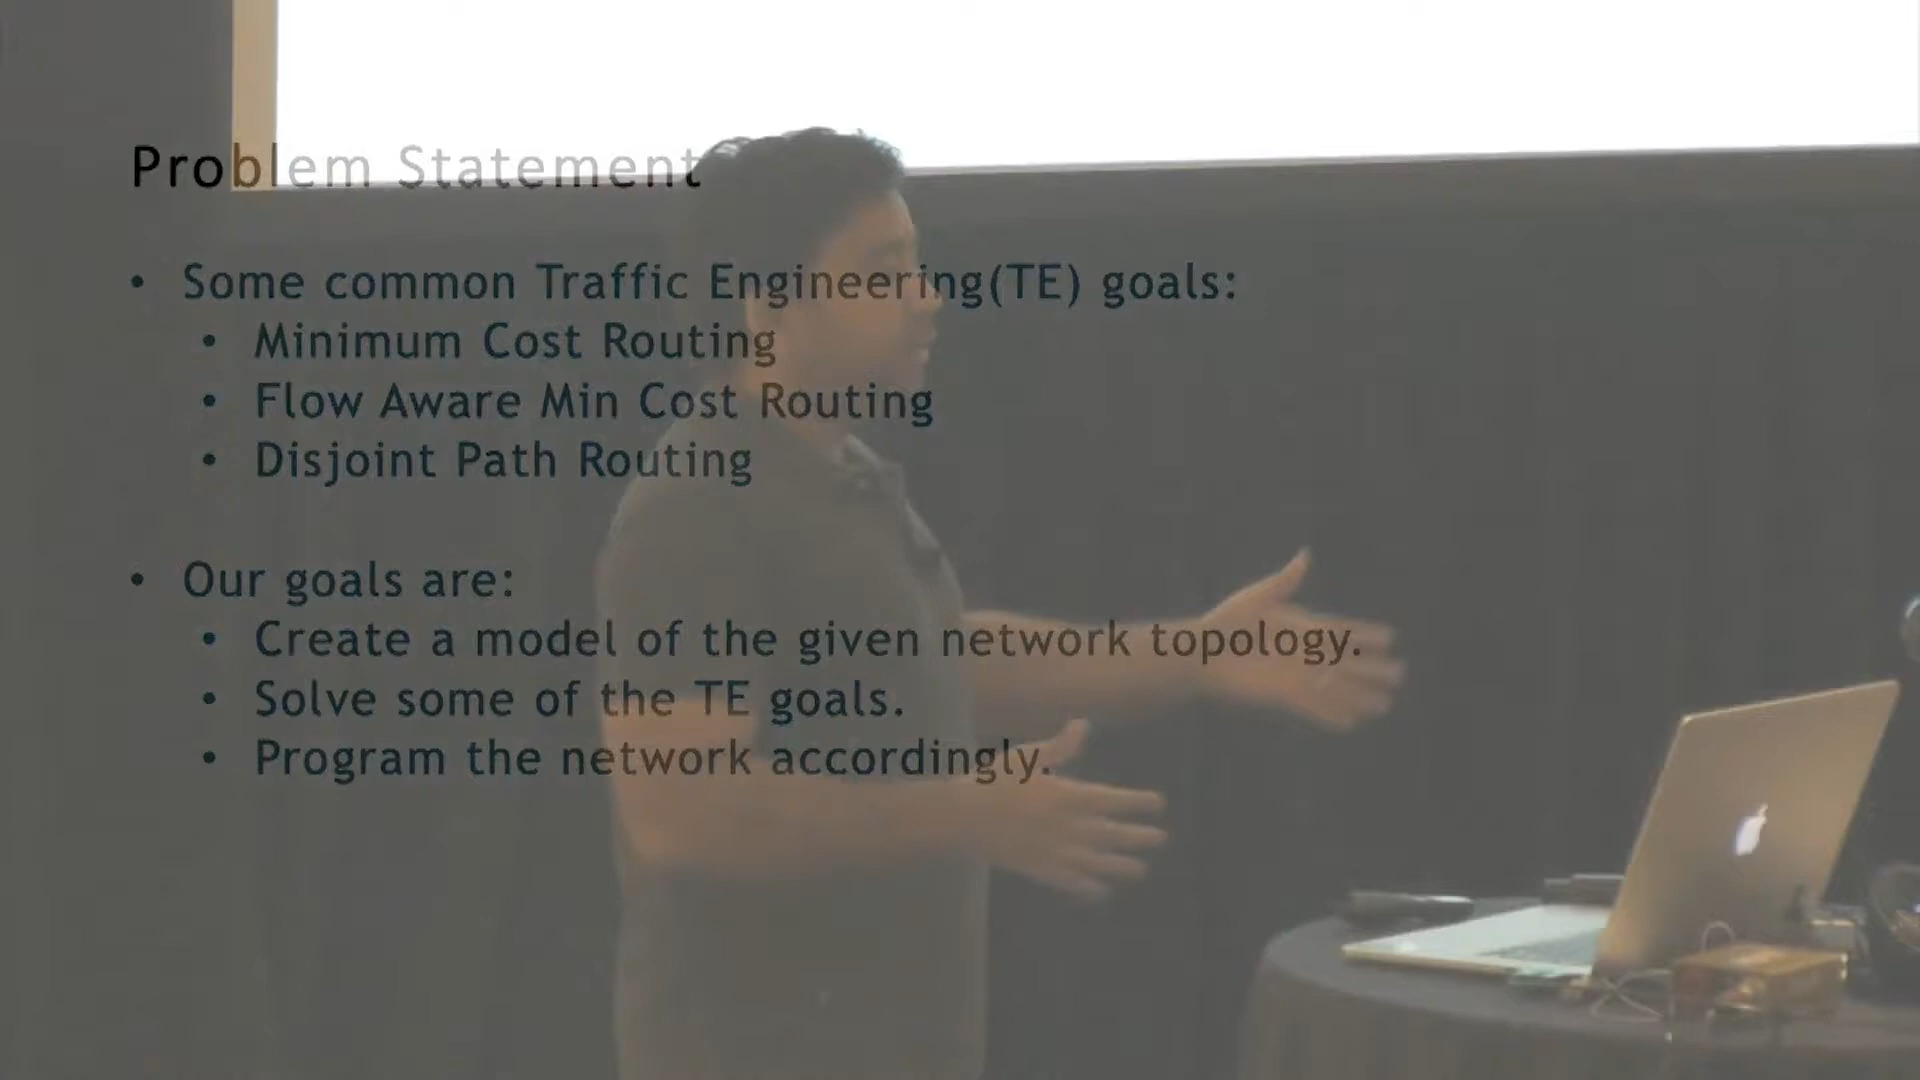 Problem Statement
• Some common Traffic Engineering(TE) goals:
• Minimum Cost Routing
• Flow Aware Min Cost Routing
• Disjoint Path Routing
• Our goals are:
• Create a model of the given network topology.
• Solve some of the TE goals.
• Program the network accordingly.